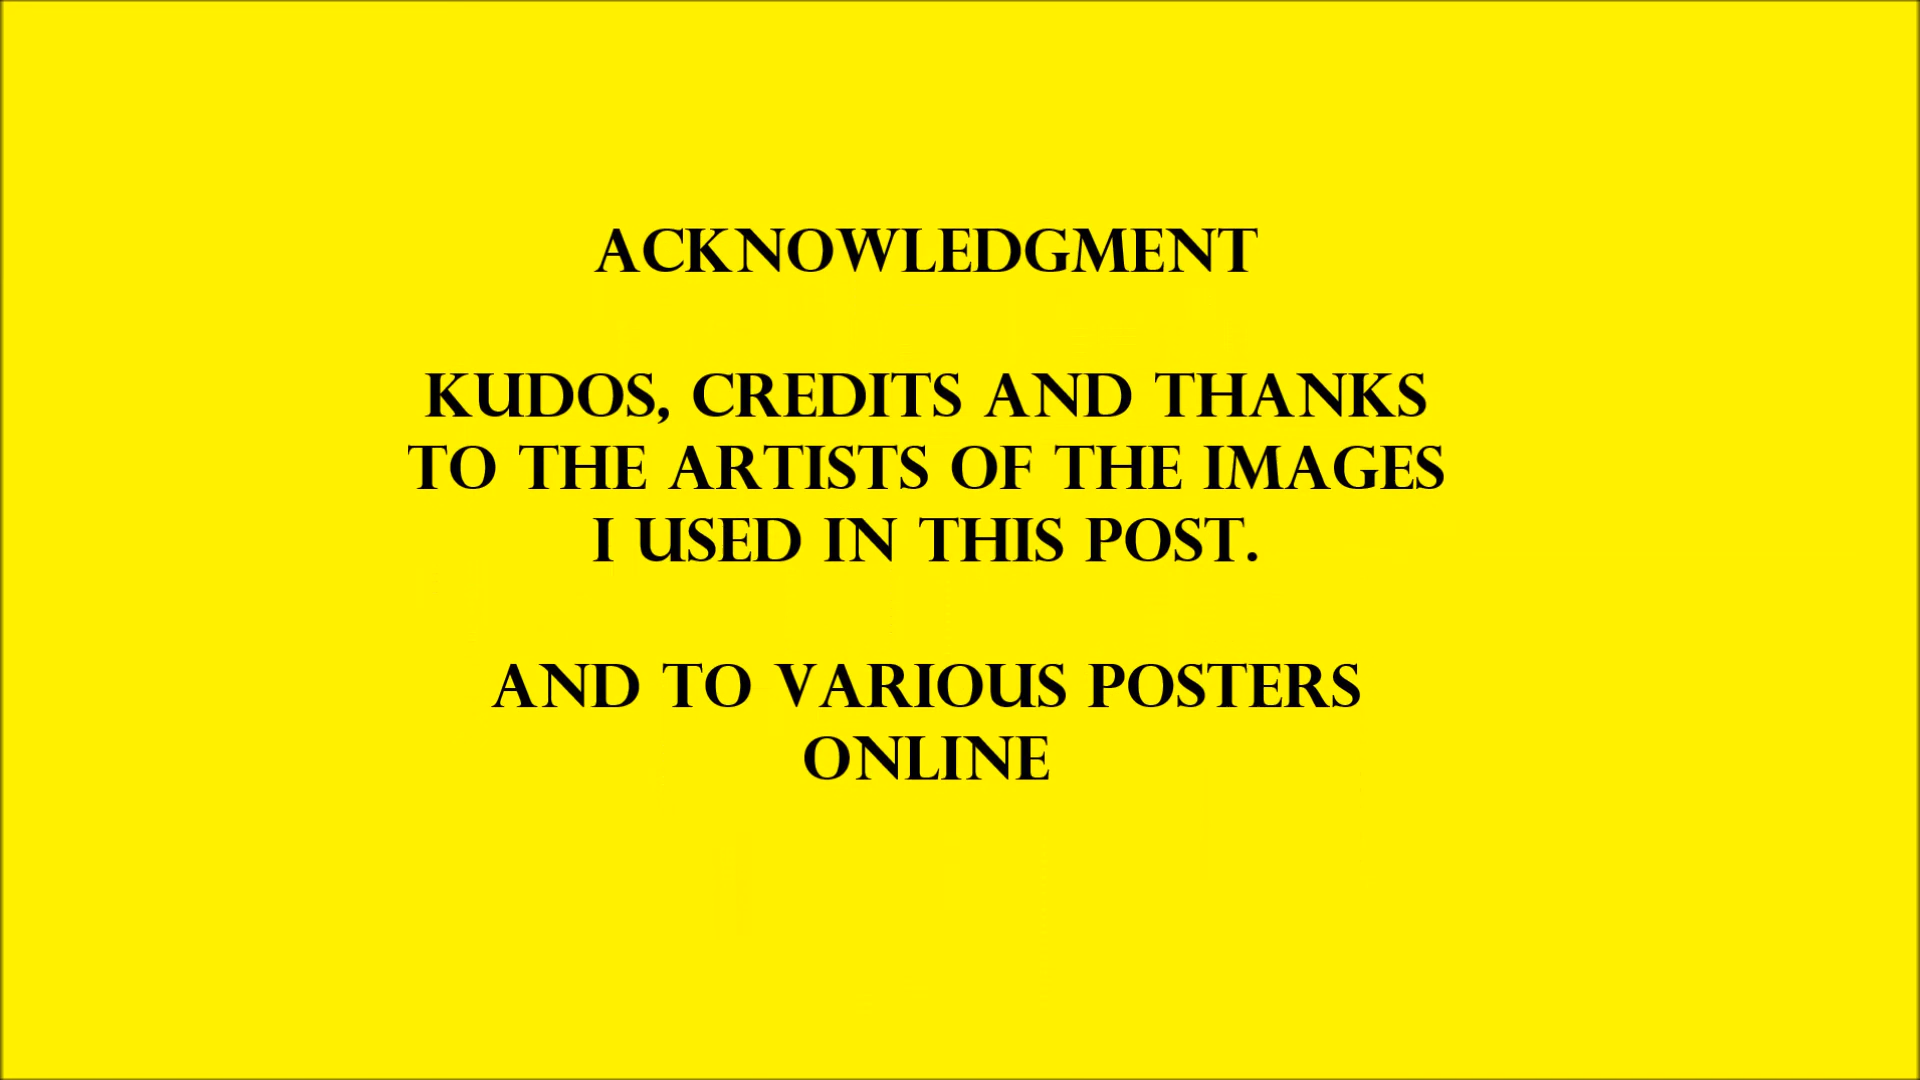 ACKNOWLEDGMENT
KUDOS, CREDITS AND THANKS
TO THE ARTISTS OF THE IMAGES
I USED IN THIS POST.
AND TO VARIOUS POSTERS
ONLINE